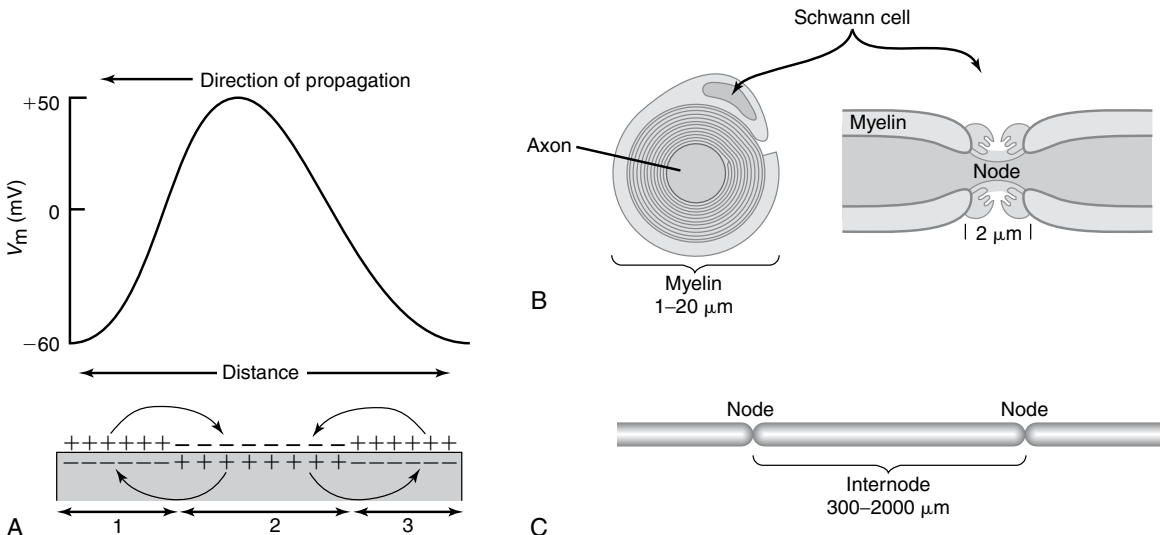 Direction of propagation
+50
0
−60
Vm (mV)
Distance
++++++ − − − − − − − − +++++++
−−−−−− ++++++++ −−−−−−−
1
2
3
A
Schwann cell
Axon
Myelin
1–20 μm
Myelin
Node
2 μm
B
Node
Node
Internode
300–2000 μm
C